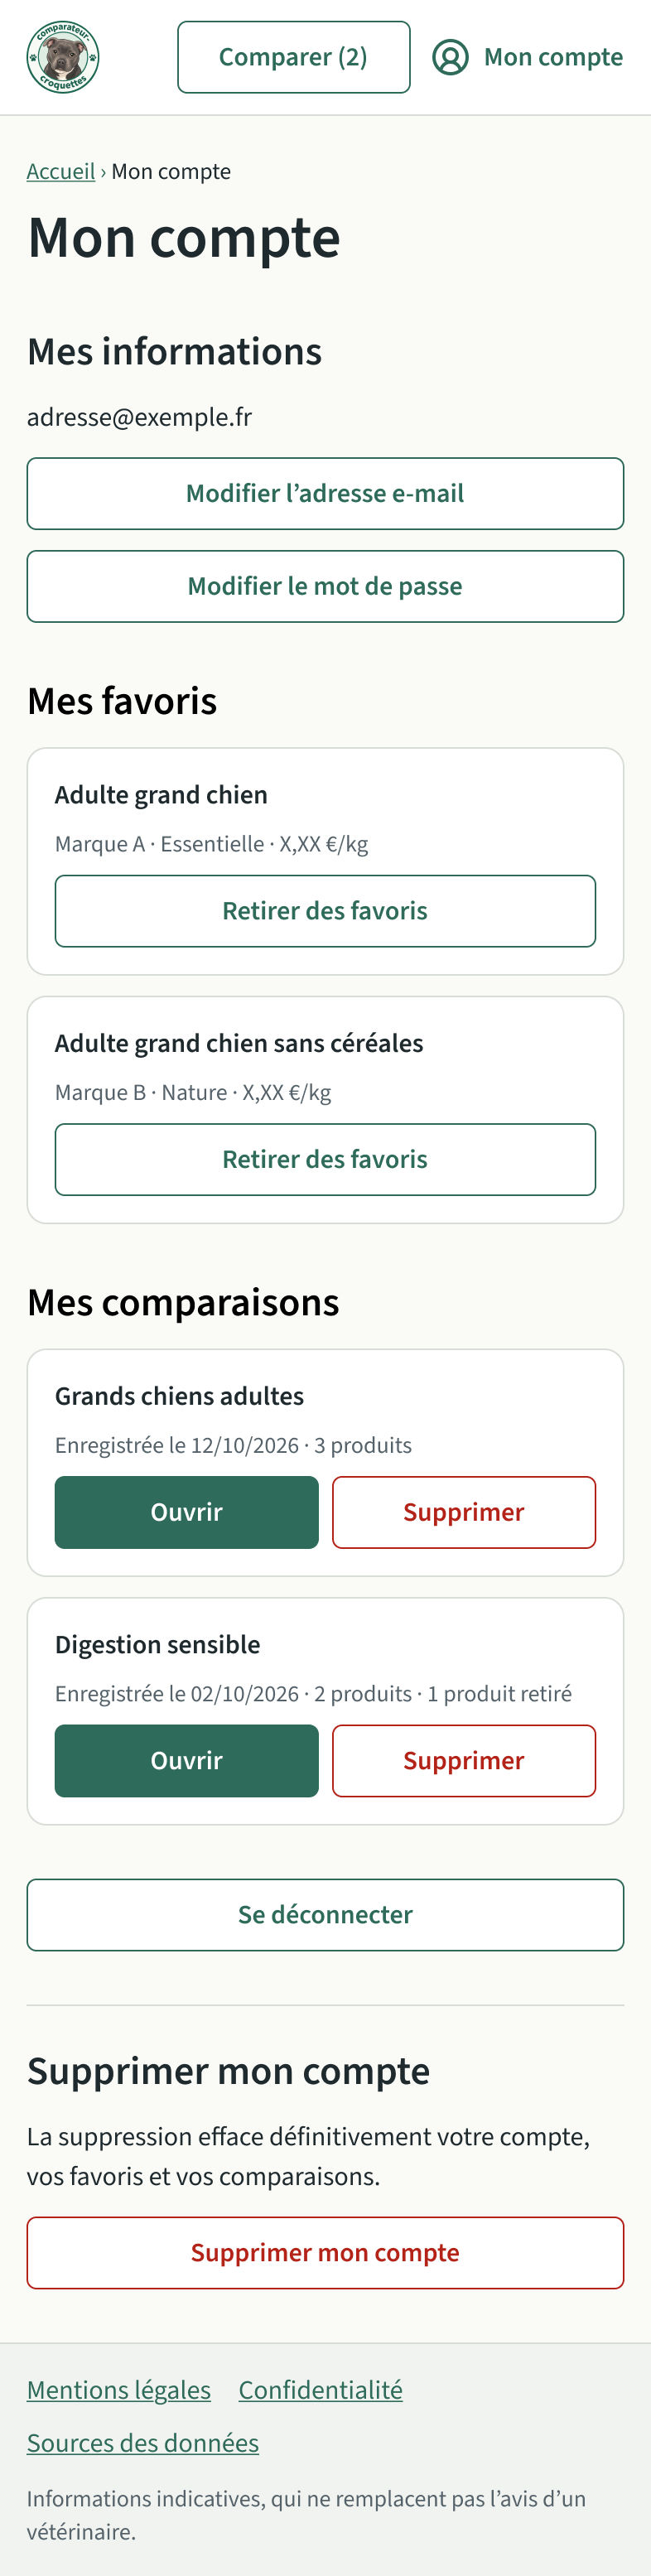 comparateur-
croquettes
Comparer (2)
Mon compte
Accueil › Mon compte
Mon compte
Mes informations
adresse@exemple.fr
Modifier l’adresse e-mail
Modifier le mot de passe
Mes favoris
Adulte grand chien
Marque A · Essentielle · X,XX €/kg
Retirer des favoris
Adulte grand chien sans céréales
Marque B · Nature · X,XX €/kg
Retirer des favoris
Mes comparaisons
Grands chiens adultes
Enregistrée le 12/10/2026 · 3 produits
Ouvrir
Supprimer
Digestion sensible
Enregistrée le 02/10/2026 · 2 produits · 1 produit retiré
Ouvrir
Supprimer
Se déconnecter
Supprimer mon compte
La suppression efface définitivement votre compte,
vos favoris et vos comparaisons.
Supprimer mon compte
Mentions légales
Confidentialité
Sources des données
Informations indicatives, qui ne remplacent pas l’avis d’un
vétérinaire.